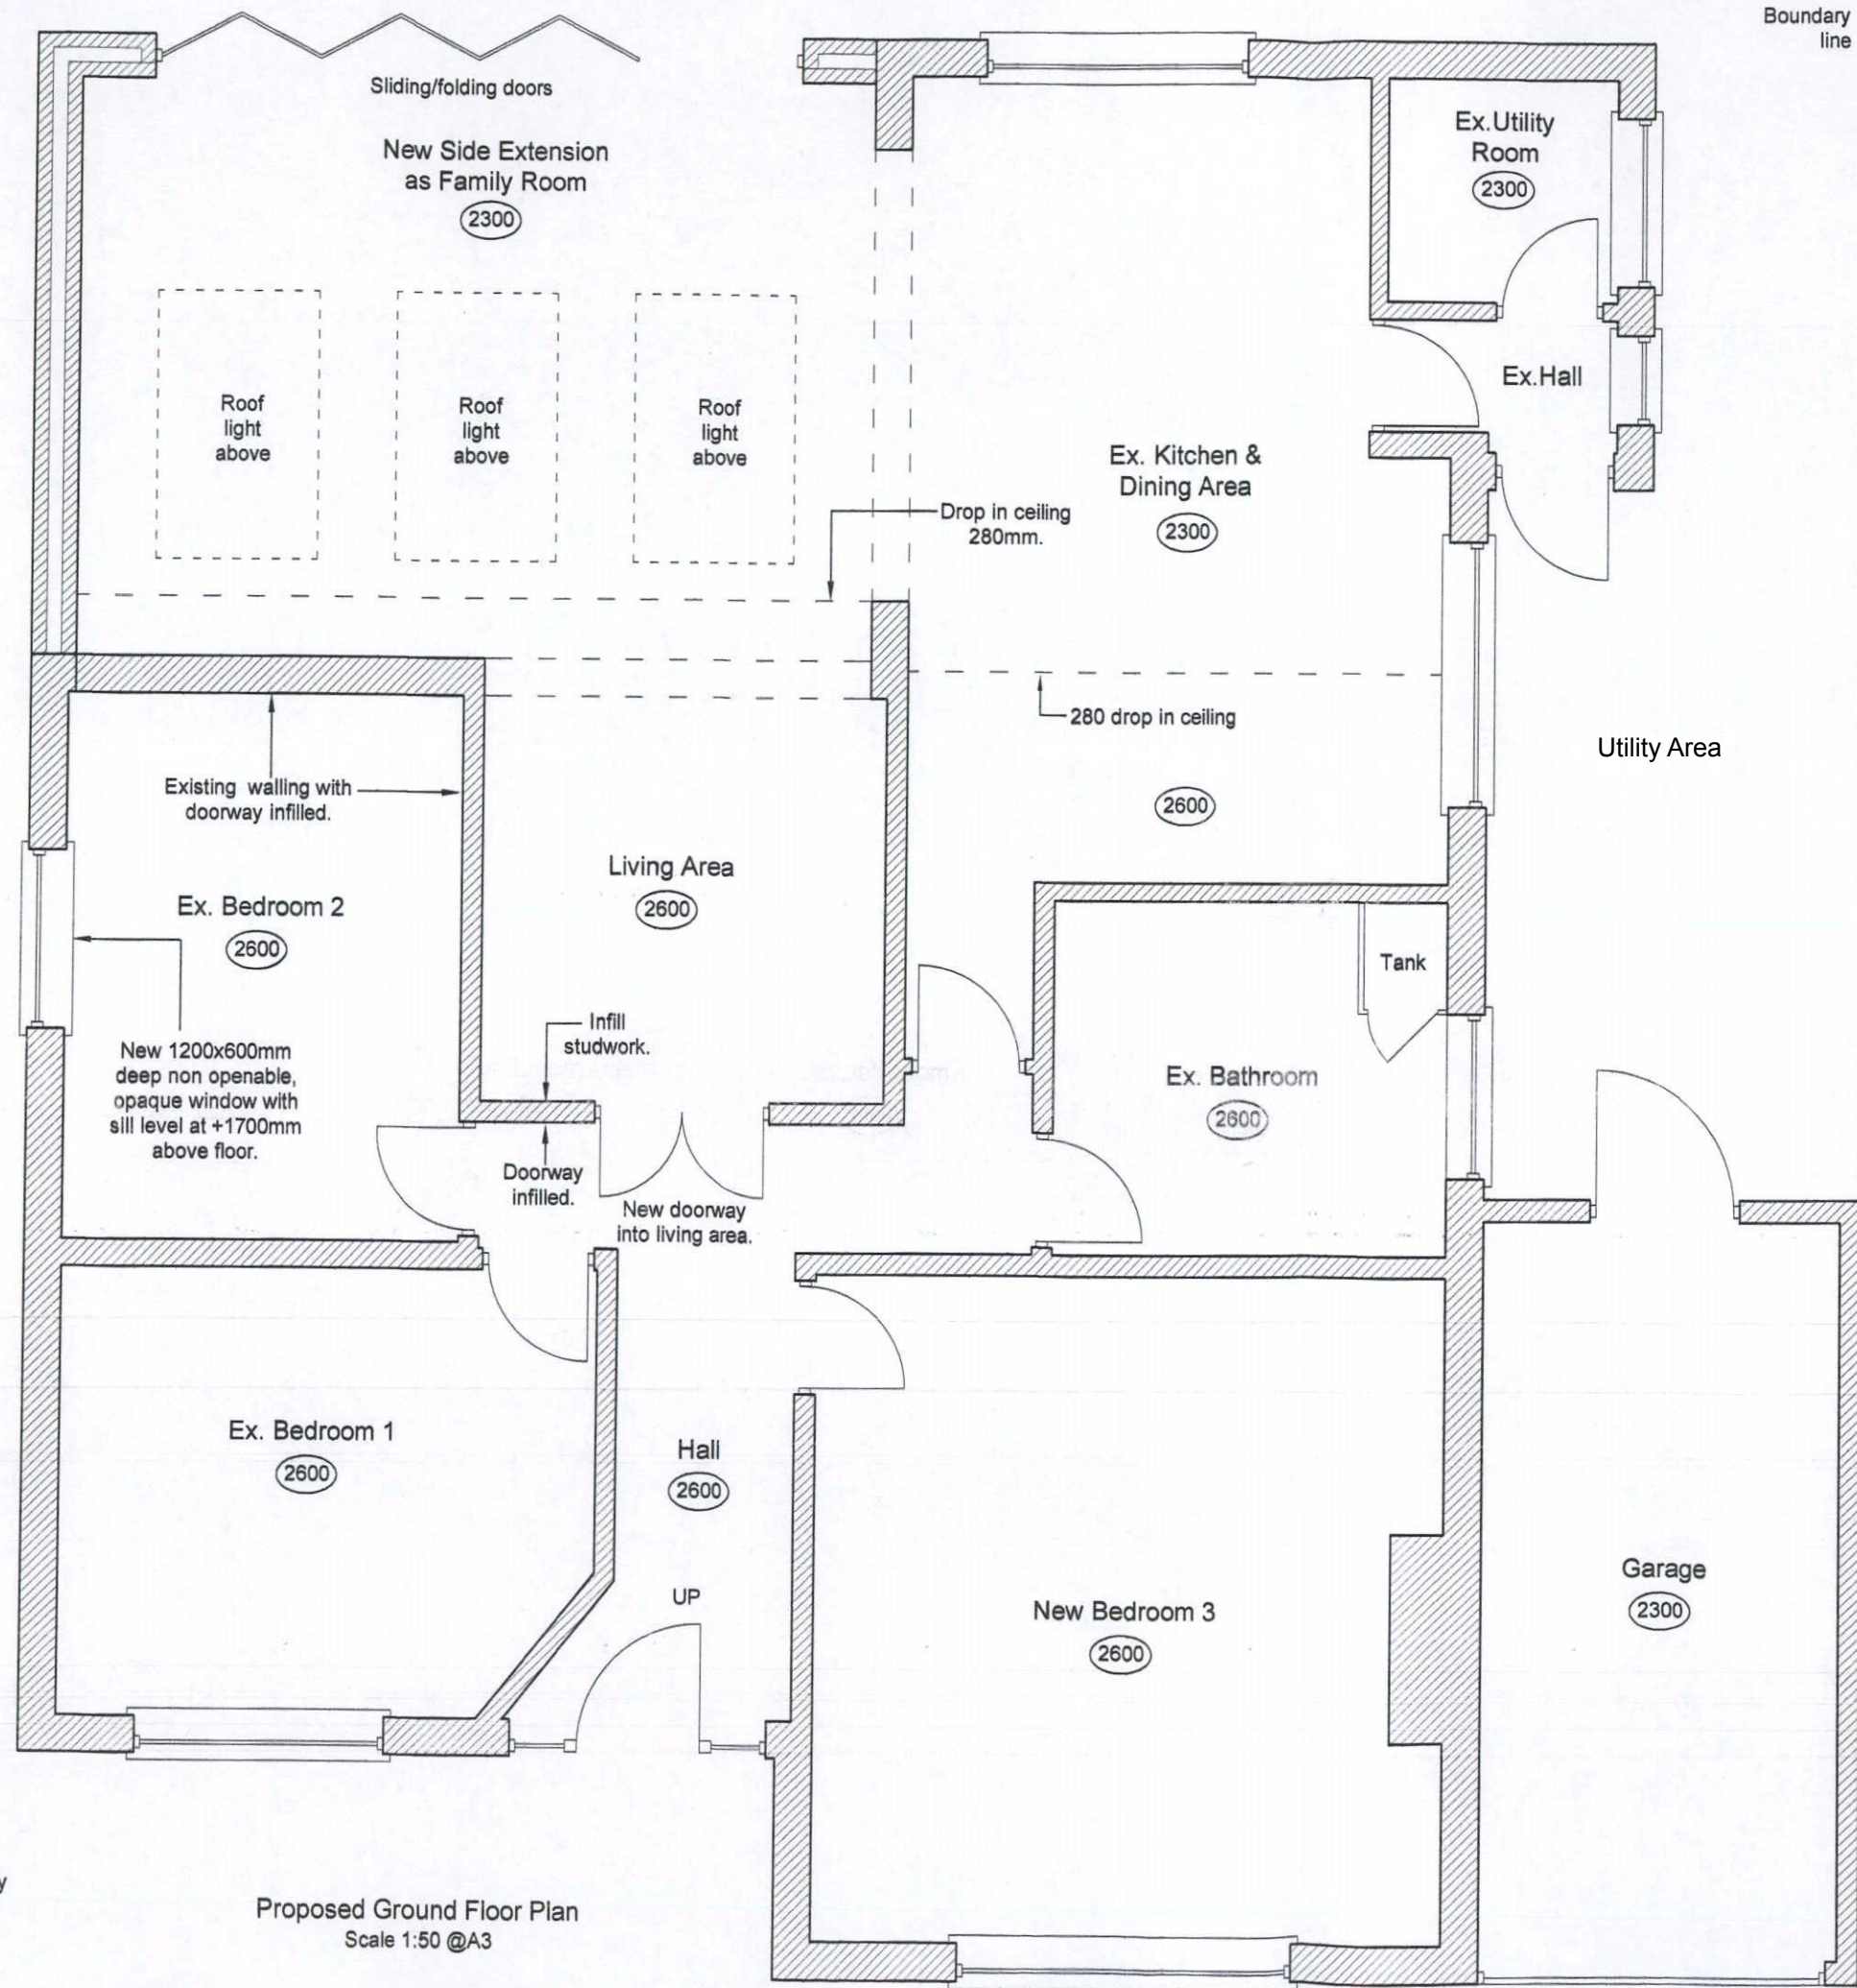 Boundary
line
Sliding/folding doors
New Side Extension
as Family Room
2300
Ex.Utility
Room
2300
Roof
light
above
Roof
light
above
Roof
light
above
Ex.Hall
Ex. Kitchen &
Dining Area
2300
Drop in ceiling
280mm.
280 drop in ceiling
2600
Utility Area
Existing walling with
doorway infilled.
Living Area
2600
Ex. Bedroom 2
2600
Tank
New 1200x600mm
deep non openable,
opaque window with
sill level at +1700mm
above floor.
Infill
studwork.
Ex. Bathroom
2600
Doorway
infilled.
New doorway
into living area.
Ex. Bedroom 1
2600
Hall
2600
UP
New Bedroom 3
2600
Garage
2300
Proposed Ground Floor Plan
Scale 1:50 @A3